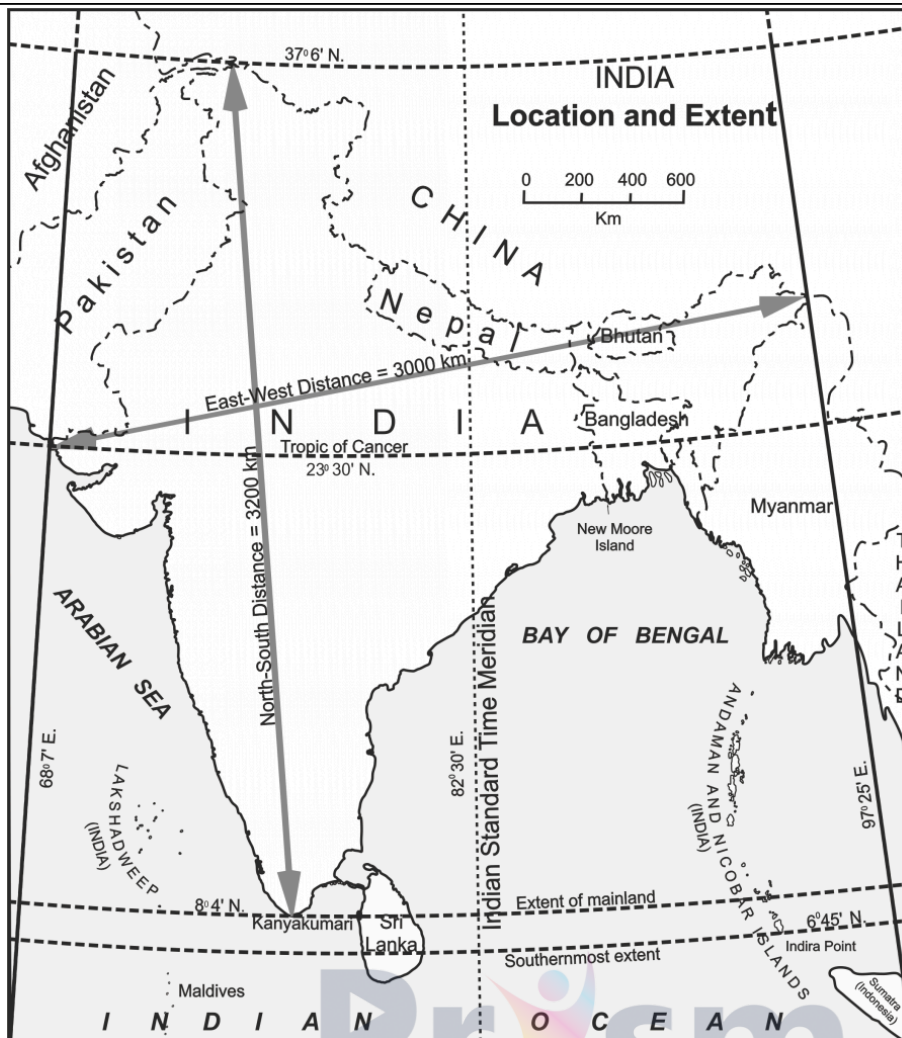 37°6' N.
INDIA
Location and Extent
0 200 400 600
Km
Afghanistan
Pakistan
CHINA
Nepal
Bhutan
East-West Distance = 3000 km
INDIA
Bangladesh
Tropic of Cancer
23°30' N.
North-South Distance = 3200 km
New Moore
Island
Myanmar
THAILAND
ARABIAN SEA
BAY OF BENGAL
Indian Standard Time Meridian
82°30' E.
68°7' E.
97°25' E.
LAKSHADWEEP
(INDIA)
ANDAMAN AND NICOBAR ISLANDS
(INDIA)
8°4' N.
Extent of mainland
Kanyakumari
Sri
Lanka
6°45' N.
Indira Point
Southernmost extent
Maldives
Sumatra
(Indonesia)
INDIAN OCEAN
Prism